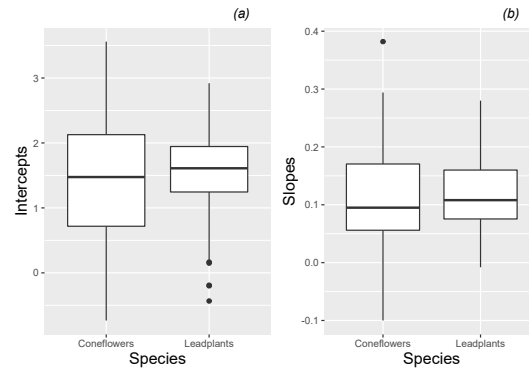 (a)
Intercepts
3
2
1
0
Coneflowers Leadplants
Species
(b)
Slopes
0.4
0.3
0.2
0.1
0.0
-0.1
Coneflowers Leadplants
Species